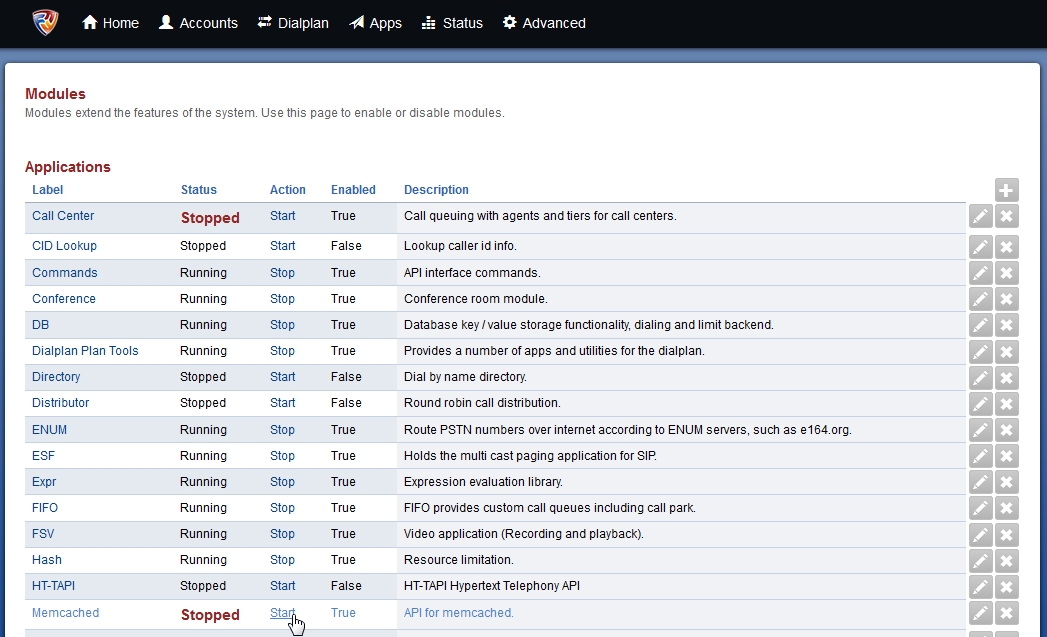 Home Accounts Dialplan Apps Status Advanced
Modules
Modules extend the features of the system. Use this page to enable or disable modules.
Applications
Label Status Action Enabled Description
Call Center Stopped Start True Call queuing with agents and tiers for call centers.
CID Lookup Stopped Start False Lookup caller id info.
Commands Running Stop True API interface commands.
Conference Running Stop True Conference room module.
DB Running Stop True Database key / value storage functionality, dialing and limit backend.
Dialplan Plan Tools Running Stop True Provides a number of apps and utilities for the dialplan.
Directory Stopped Start False Dial by name directory.
Distributor Stopped Start False Round robin call distribution.
ENUM Running Stop True Route PSTN numbers over internet according to ENUM servers, such as e164.org.
ESF Running Stop True Holds the multi cast paging application for SIP.
Expr Running Stop True Expression evaluation library.
FIFO Running Stop True FIFO provides custom call queues including call park.
FSV Running Stop True Video application (Recording and playback).
Hash Running Stop True Resource limitation.
HT-TAPI Stopped Start False HT-TAPI Hypertext Telephony API
Memcached Stopped Start True API for memcached.